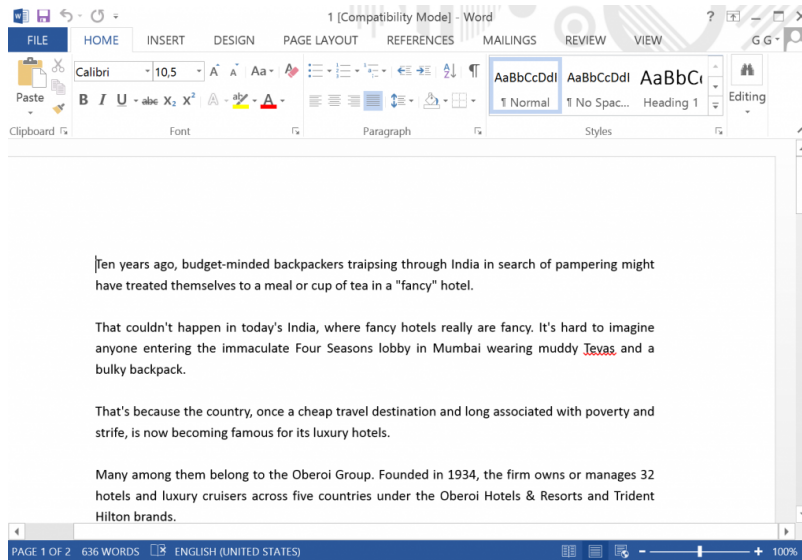 1 [Compatibility Mode] - Word
?
FILE HOME INSERT DESIGN PAGE LAYOUT REFERENCES MAILINGS REVIEW VIEW G G
Calibri 10,5 A A Aa
AaBbCcDdI AaBbCcDdI AaBbC
Paste B I U abc X₂ X² A ab A
¶ Normal ¶ No Spac... Heading 1 Editing
Clipboard Font Paragraph Styles
Ten years ago, budget-minded backpackers traipsing through India in search of pampering might
have treated themselves to a meal or cup of tea in a "fancy" hotel.
That couldn't happen in today's India, where fancy hotels really are fancy. It's hard to imagine
anyone entering the immaculate Four Seasons lobby in Mumbai wearing muddy Tevas and a
bulky backpack.
That's because the country, once a cheap travel destination and long associated with poverty and
strife, is now becoming famous for its luxury hotels.
Many among them belong to the Oberoi Group. Founded in 1934, the firm owns or manages 32
hotels and luxury cruisers across five countries under the Oberoi Hotels & Resorts and Trident
Hilton brands.
PAGE 1 OF 2 636 WORDS ENGLISH (UNITED STATES) 100%